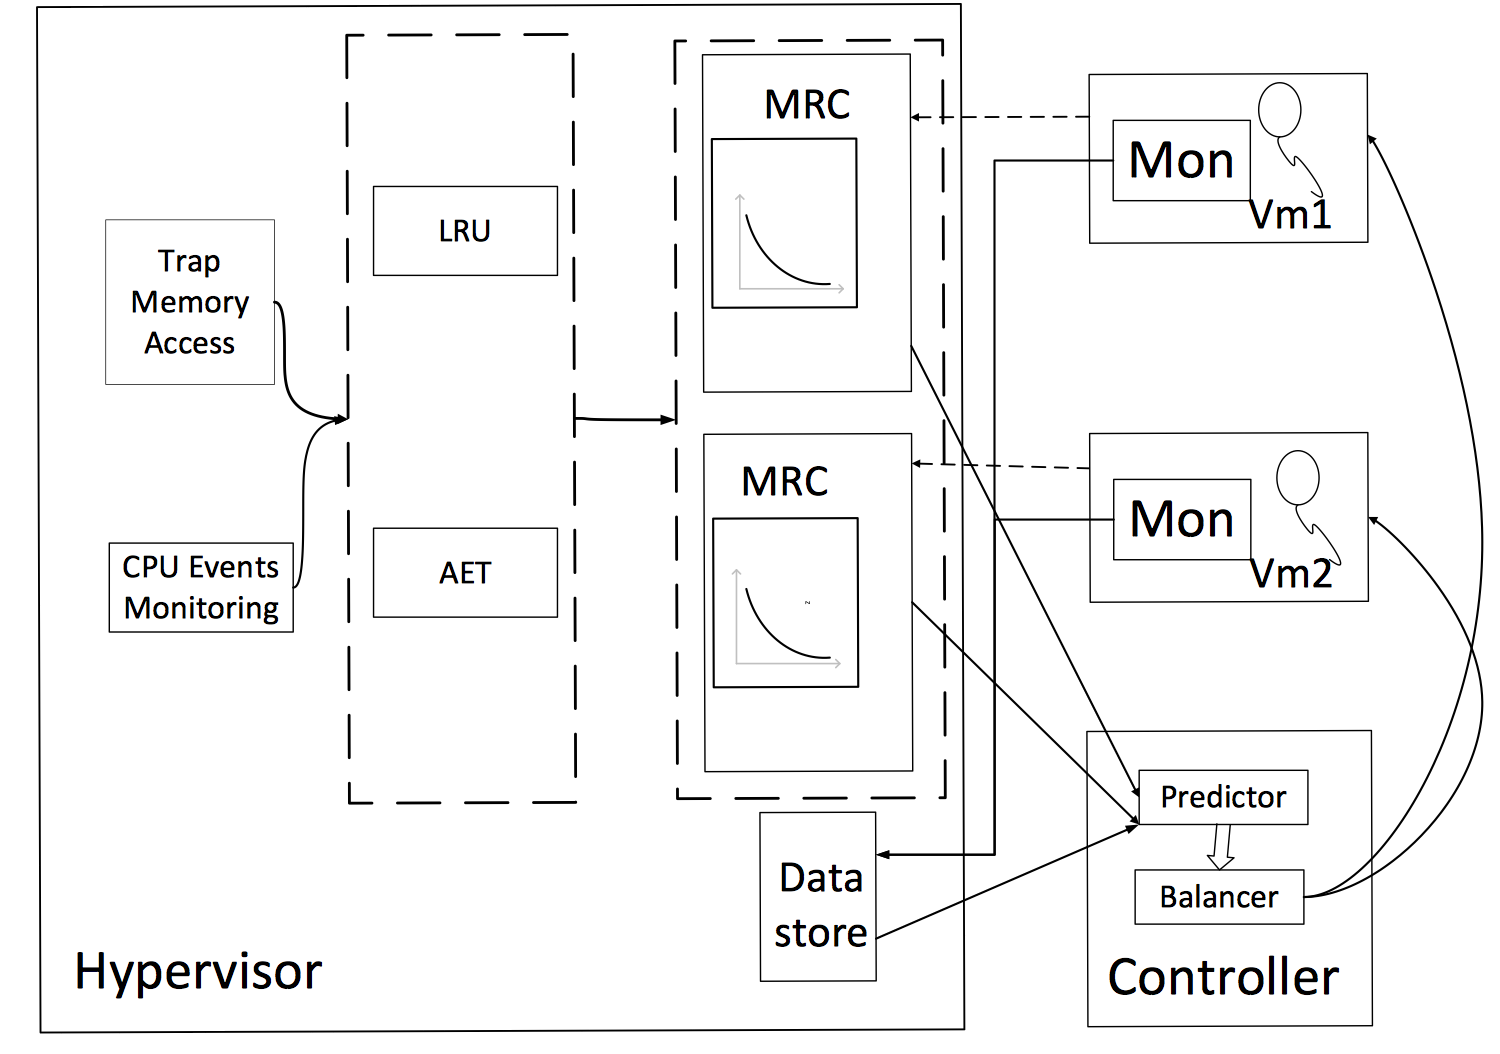 Trap
Memory
Access
CPU Events
Monitoring
LRU
AET
MRC
MRC
z
Data
store
Hypervisor
Mon
Vm1
Mon
Vm2
Predictor
Balancer
Controller